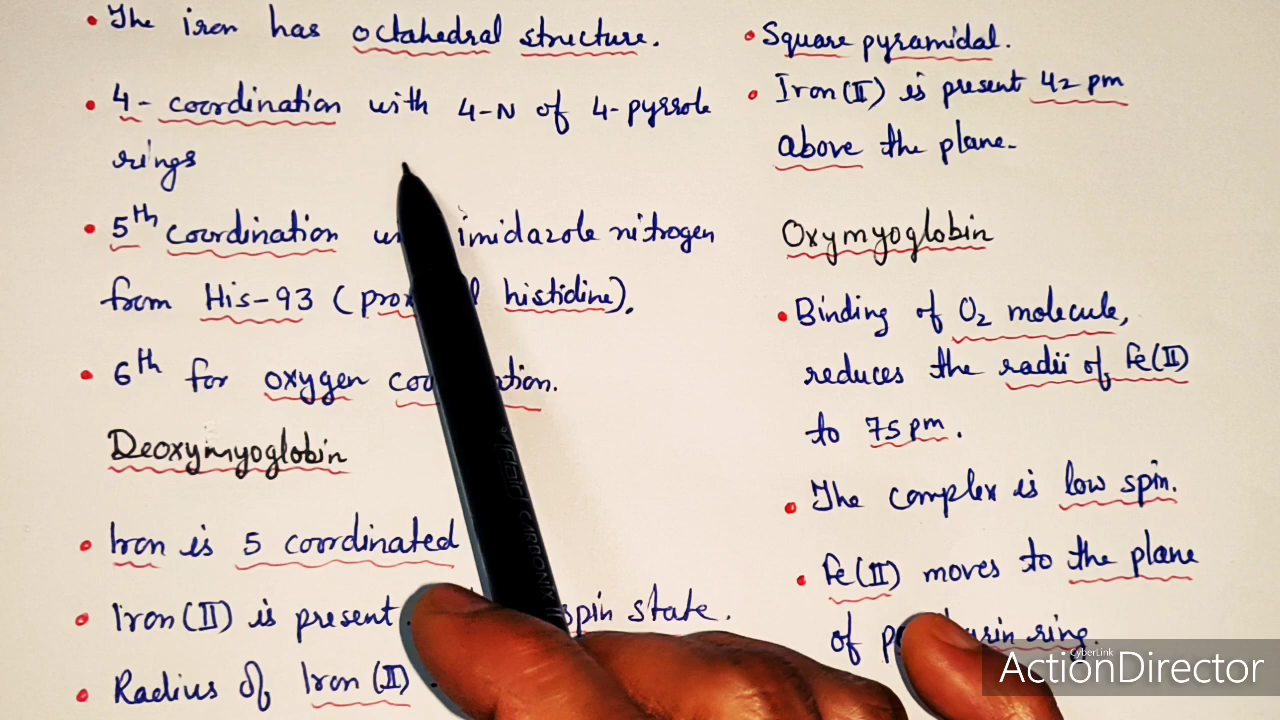 The iron has octahedral structure.
4-coordination with 4-N of 4-pyrrole
rings
5th coordination imidazole nitrogen
from His-93 ( histidine).
6th for oxygen
Deoxymyoglobin
Iron is 5 coordinated
Iron(II) is present spin state.
Radius of Iron(II)
Square pyramidal.
Iron(II) is present 42 pm
above the plane.
Oxymyoglobin
Binding of O2 molecule,
reduces the radii of Fe(II)
to 75 pm.
The complex is low spin.
Fe(II) moves to the plane
of ring.
CyberLink
ActionDirector